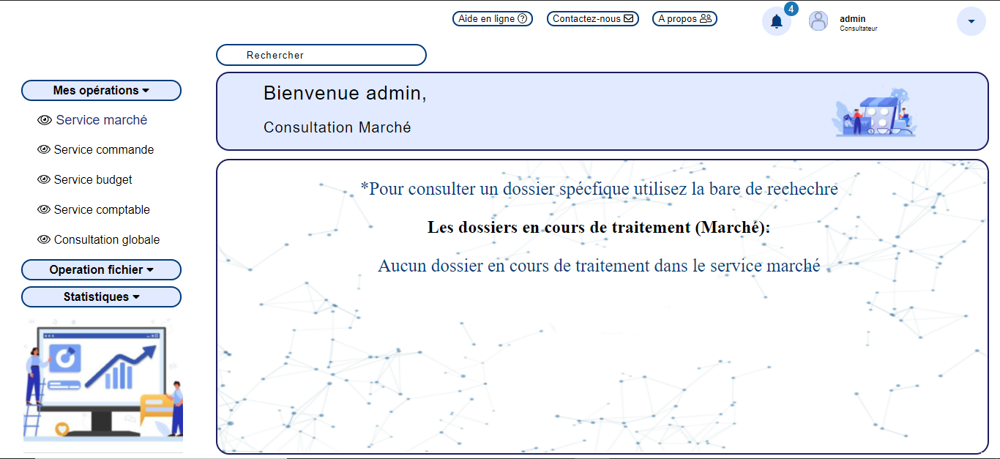 Aide en ligne
Contactez-nous
A propos
4
admin
Consultateur
Rechercher
Mes opérations
Service marché
Service commande
Service budget
Service comptable
Consultation globale
Operation fichier
Statistiques
Bienvenue admin,
Consultation Marché
*Pour consulter un dossier spécfique utilisez la bare de rechechre
Les dossiers en cours de traitement (Marché):
Aucun dossier en cours de traitement dans le service marché